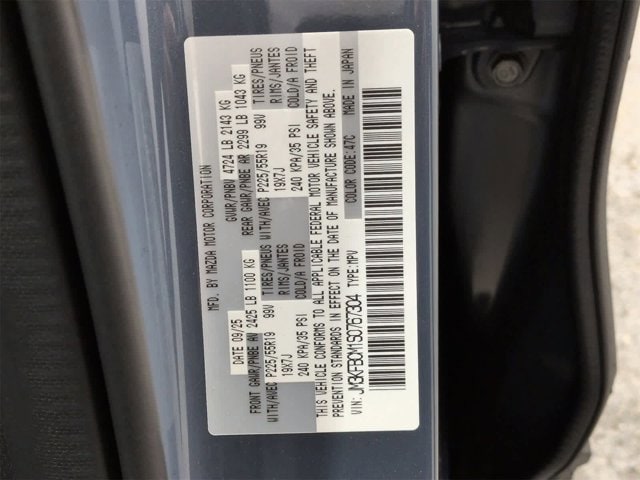 MFD. BY MAZDA MOTOR CORPORATION
DATE 09/25 GVWR/PNBV 4724 LB 2143 KG
FRONT GAWR/PNBE AV 2425 LB 1100 KG REAR GAWR/PNBE AR 2299 LB 1043 KG
WITH/AVEC P225/55R19 99V TIRES/PNEUS WITH/AVEC P225/55R19 99V TIRES/PNEUS
19X7J RIMS/JANTES 19X7J RIMS/JANTES
240 KPA/35 PSI COLD/A FROID 240 KPA/35 PSI COLD/A FROID
THIS VEHICLE CONFORMS TO ALL APPLICABLE FEDERAL MOTOR VEHICLE SAFETY AND THEFT
PREVENTION STANDARDS IN EFFECT ON THE DATE OF MANUFACTURE SHOWN ABOVE.
VIN: JM3KFBCM1S0767304 TYPE:MPV COLOR CODE:47C MADE IN JAPAN